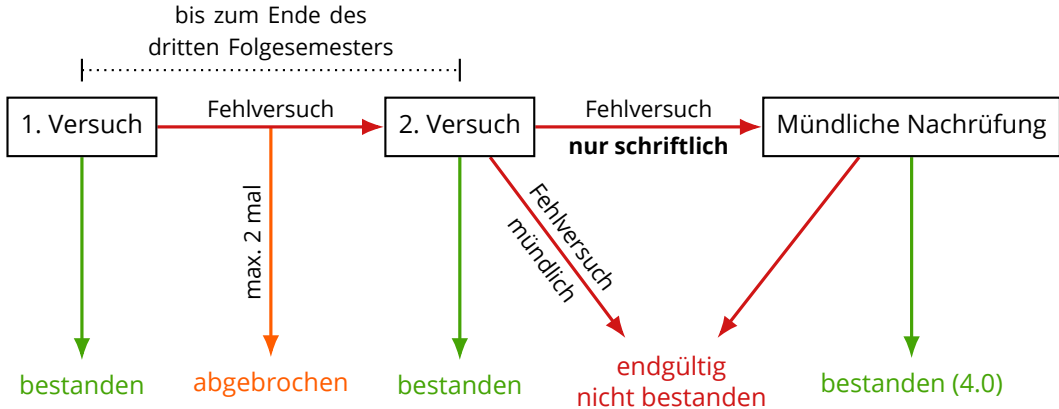 bis zum Ende des
dritten Folgesemesters
1. Versuch
Fehlversuch
2. Versuch
Fehlversuch
nur schriftlich
Mündliche Nachrüfung
max. 2 mal
Fehlversuch
mündlich
bestanden
abgebrochen
bestanden
endgültig
nicht bestanden
bestanden (4.0)